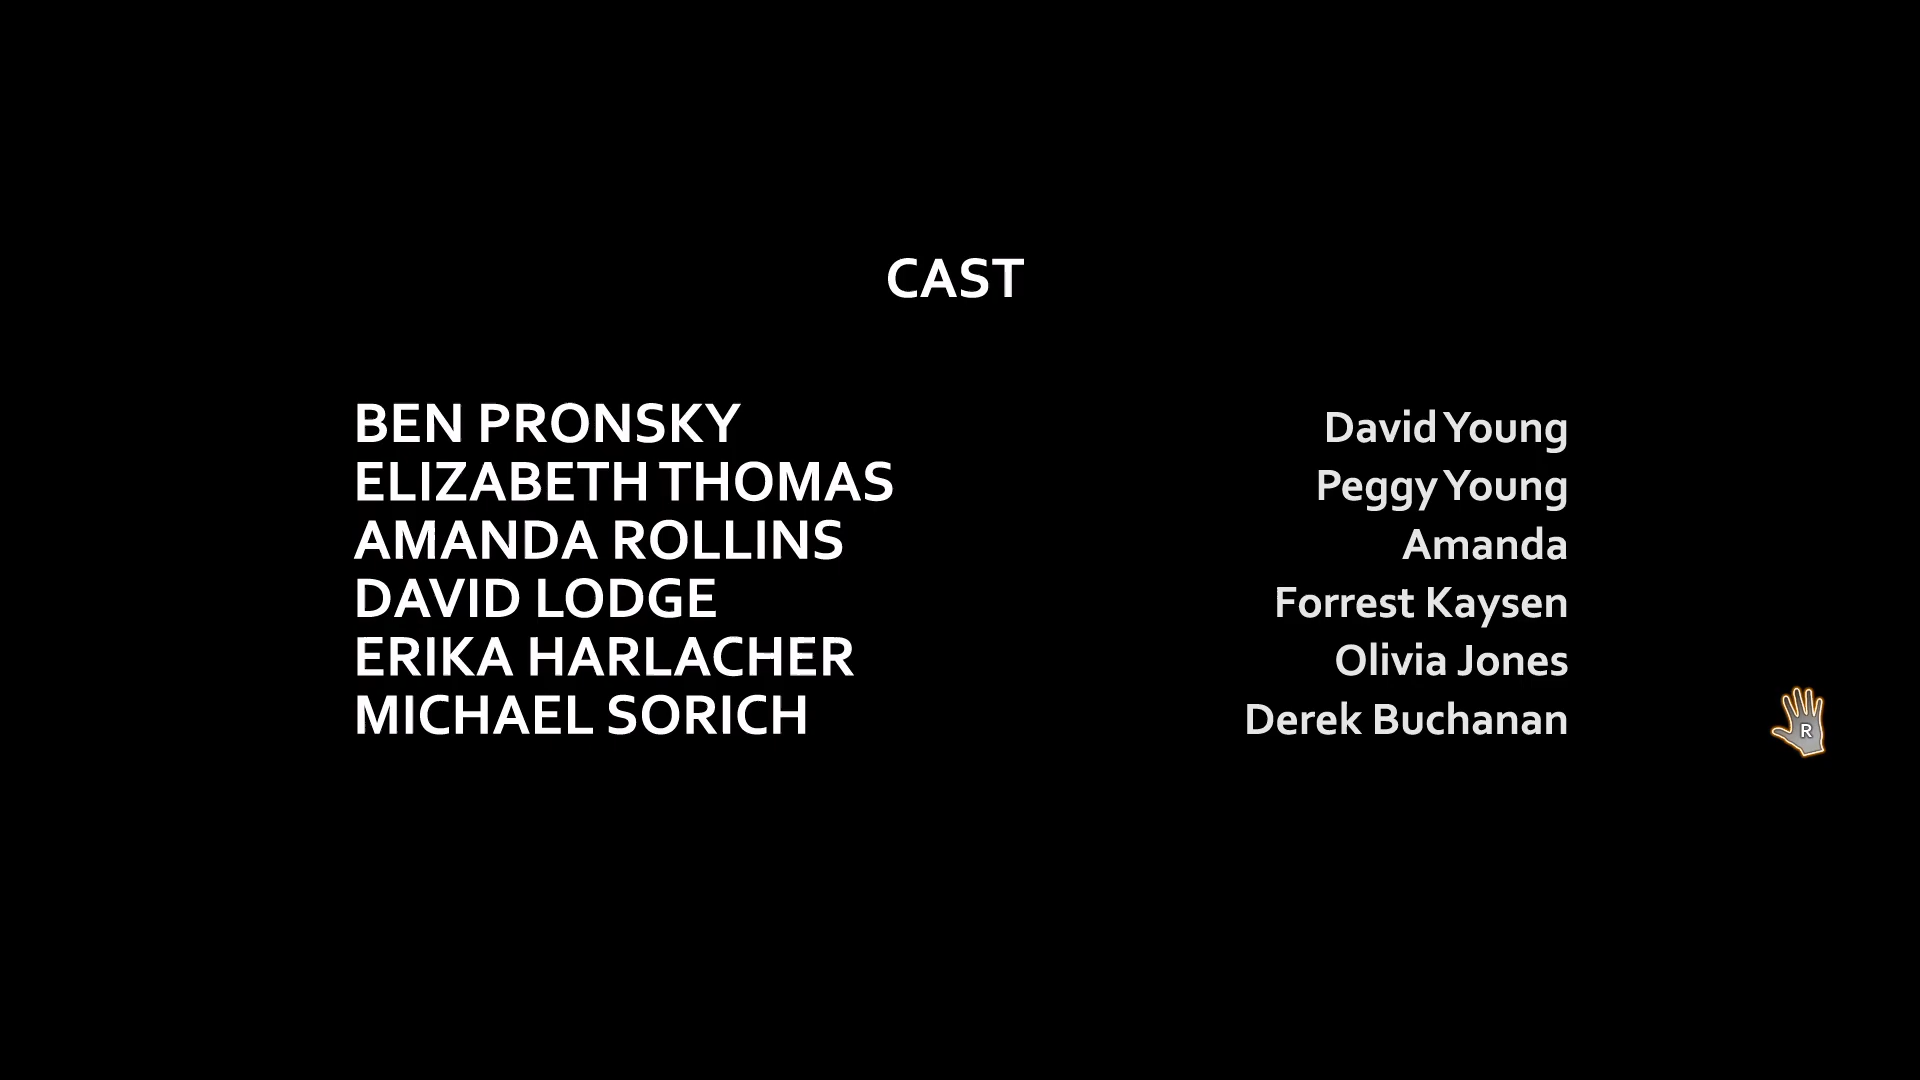 CAST
BEN PRONSKY David Young
ELIZABETH THOMAS Peggy Young
AMANDA ROLLINS Amanda
DAVID LODGE Forrest Kaysen
ERIKA HARLACHER Olivia Jones
MICHAEL SORICH Derek Buchanan
R